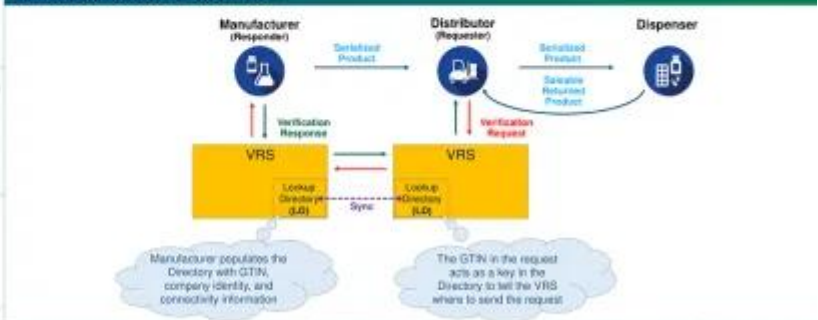 Manufacturer
(Responder)
Distributor
(Requester)
Dispenser
Serialized
Product
Serialized
Product
Saleable
Returned
Product
Verification
Response
Verification
Request
VRS
VRS
Lookup
Directory
(LD)
Sync
Lookup
Directory
(LD)
Manufacturer populates the
Directory with GTIN,
company identity, and
connectivity information
The GTIN in the request
acts as a key in the
Directory to tell the VRS
where to send the request